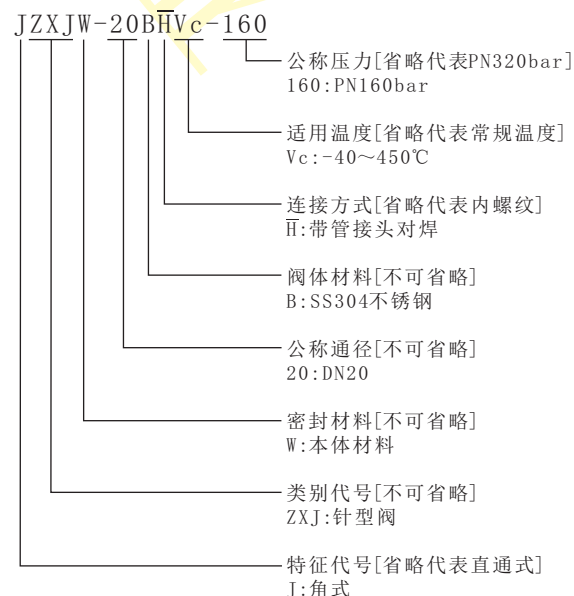 JZXJW-20BH̅Vc-160
公称压力[省略代表PN320bar]
160:PN160bar
适用温度[省略代表常规温度]
Vc:-40～450℃
连接方式[省略代表内螺纹]
H̅:带管接头对焊
阀体材料[不可省略]
B:SS304不锈钢
公称通径[不可省略]
20:DN20
密封材料[不可省略]
W:本体材料
类别代号[不可省略]
ZXJ:针型阀
特征代号[省略代表直通式]
J:角式